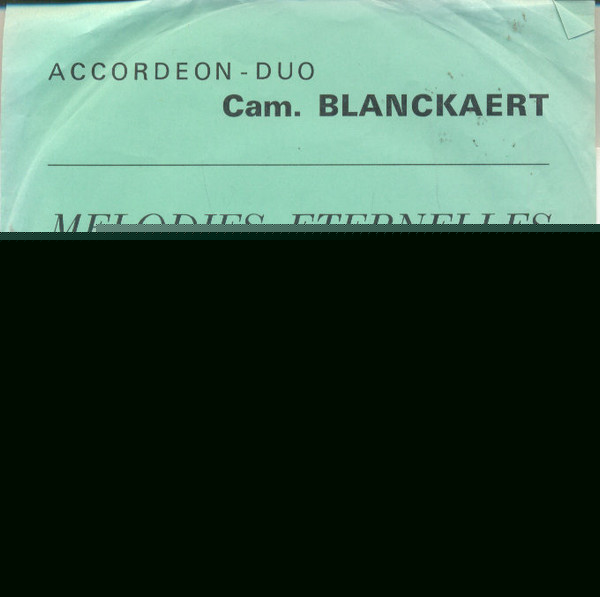 ACCORDEON-DUO
Cam. BLANCKAERT
MELODIES ETERNELLES